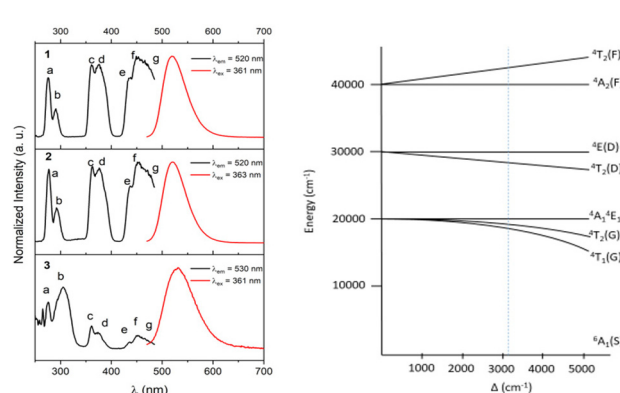 300 400 500 600 700
1
a
b
c d
e
f
g
λem = 520 nm
λex = 361 nm
2
a
b
c d
e
f
g
λem = 520 nm
λex = 363 nm
3
a
b
c
d
e
f
g
λem = 530 nm
λex = 361 nm
300 400 500 600 700
λ (nm)
Normalized Intensity (a. u.)
Energy (cm⁻¹)
40000
30000
20000
10000
⁴T₂(F)
⁴A₂(F
⁴E(D)
⁴T₂(D)
⁴A₁⁴E₁
⁴T₂(G)
⁴T₁(G)
⁶A₁(S
1000 2000 3000 4000 5000
Δ (cm⁻¹)